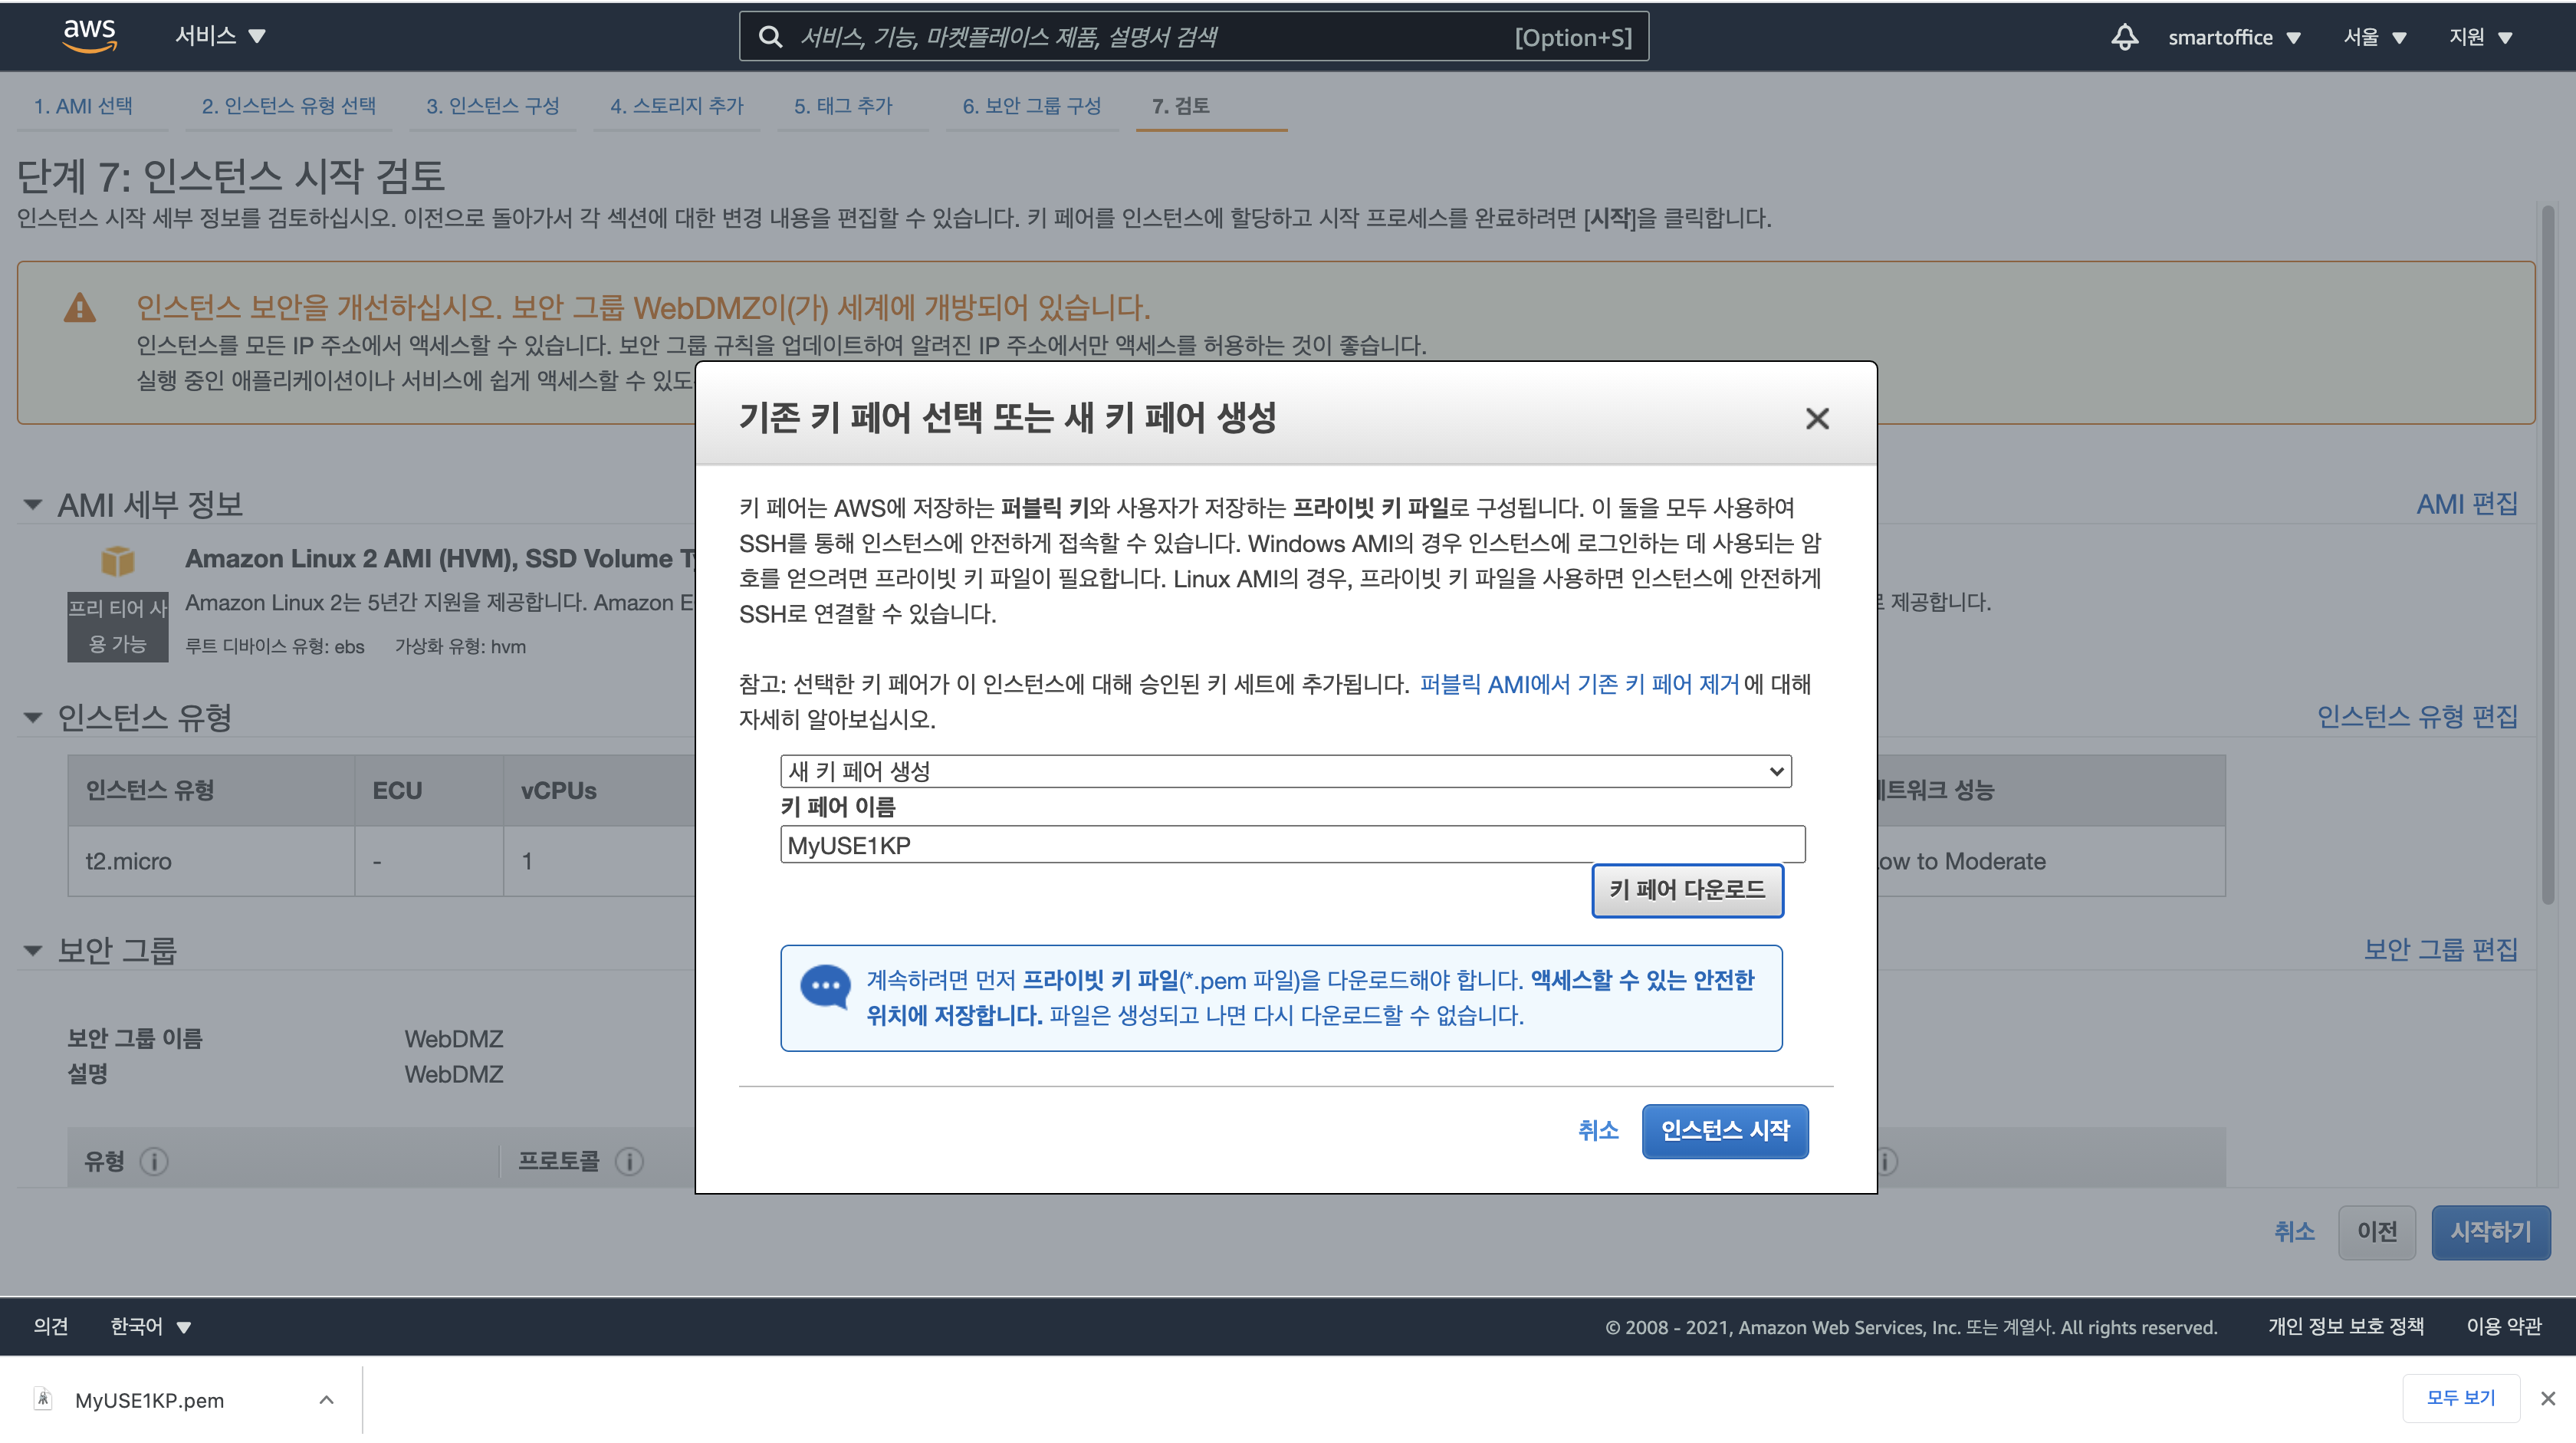 aws
서비스
서비스, 기능, 마켓플레이스 제품, 설명서 검색
[Option+S]
smartoffice
서울
지원
1. AMI 선택
2. 인스턴스 유형 선택
3. 인스턴스 구성
4. 스토리지 추가
5. 태그 추가
6. 보안 그룹 구성
7. 검토
단계 7: 인스턴스 시작 검토
인스턴스 시작 세부 정보를 검토하십시오. 이전으로 돌아가서 각 섹션에 대한 변경 내용을 편집할 수 있습니다. 키 페어를 인스턴스에 할당하고 시작 프로세스를 완료하려면 [시작]을 클릭합니다.
인스턴스 보안을 개선하십시오. 보안 그룹 WebDMZ이(가) 세계에 개방되어 있습니다.
인스턴스를 모든 IP 주소에서 액세스할 수 있습니다. 보안 그룹 규칙을 업데이트하여 알려진 IP 주소에서만 액세스를 허용하는 것이 좋습니다.
실행 중인 애플리케이션이나 서비스에 쉽게 액세스할 수 있도
AMI 세부 정보
AMI 편집
Amazon Linux 2 AMI (HVM), SSD Volume
프리 티어 사
용 가능
Amazon Linux 2는 5년간 지원을 제공합니다. Amazon
제공합니다.
루트 디바이스 유형: ebs
가상화 유형: hvm
인스턴스 유형
인스턴스 유형 편집
인스턴스 유형
ECU
vCPUs
네트워크 성능
t2.micro
-
1
Low to Moderate
보안 그룹
보안 그룹 편집
보안 그룹 이름
WebDMZ
설명
WebDMZ
유형
프로토콜
기존 키 페어 선택 또는 새 키 페어 생성
키 페어는 AWS에 저장하는 퍼블릭 키와 사용자가 저장하는 프라이빗 키 파일로 구성됩니다. 이 둘을 모두 사용하여
SSH를 통해 인스턴스에 안전하게 접속할 수 있습니다. Windows AMI의 경우 인스턴스에 로그인하는 데 사용되는 암
호를 얻으려면 프라이빗 키 파일이 필요합니다. Linux AMI의 경우, 프라이빗 키 파일을 사용하면 인스턴스에 안전하게
SSH로 연결할 수 있습니다.
참고: 선택한 키 페어가 이 인스턴스에 대해 승인된 키 세트에 추가됩니다. 퍼블릭 AMI에서 기존 키 페어 제거에 대해
자세히 알아보십시오.
새 키 페어 생성
키 페어 이름
MyUSE1KP
키 페어 다운로드
계속하려면 먼저 프라이빗 키 파일(*.pem 파일)을 다운로드해야 합니다. 액세스할 수 있는 안전한
위치에 저장합니다. 파일은 생성되고 나면 다시 다운로드할 수 없습니다.
취소
인스턴스 시작
취소
이전
시작하기
의견
한국어
© 2008 - 2021, Amazon Web Services, Inc. 또는 계열사. All rights reserved.
개인 정보 보호 정책
이용 약관
MyUSE1KP.pem
모두 보기